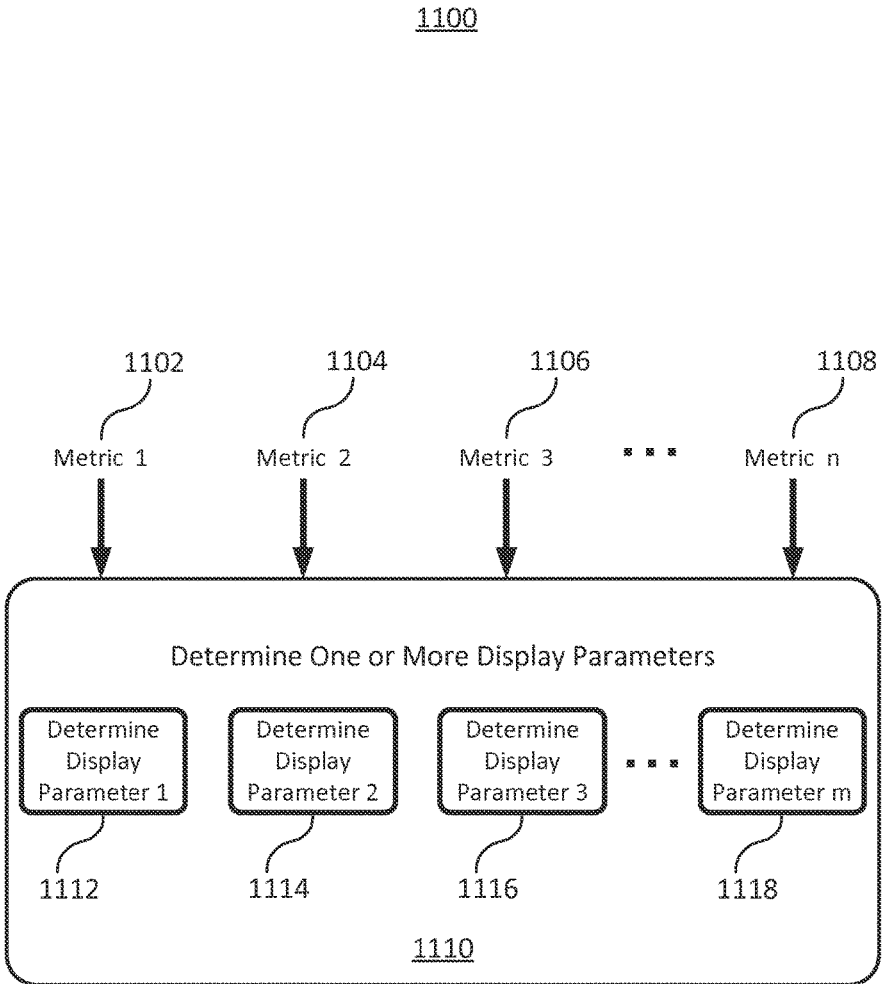 1100
1102 1104 1106 1108
Metric 1 Metric 2 Metric 3 ... Metric n
Determine One or More Display Parameters
Determine Determine Determine Determine
Display Display Display ... Display
Parameter 1 Parameter 2 Parameter 3 Parameter m
1112 1114 1116 1118
1110